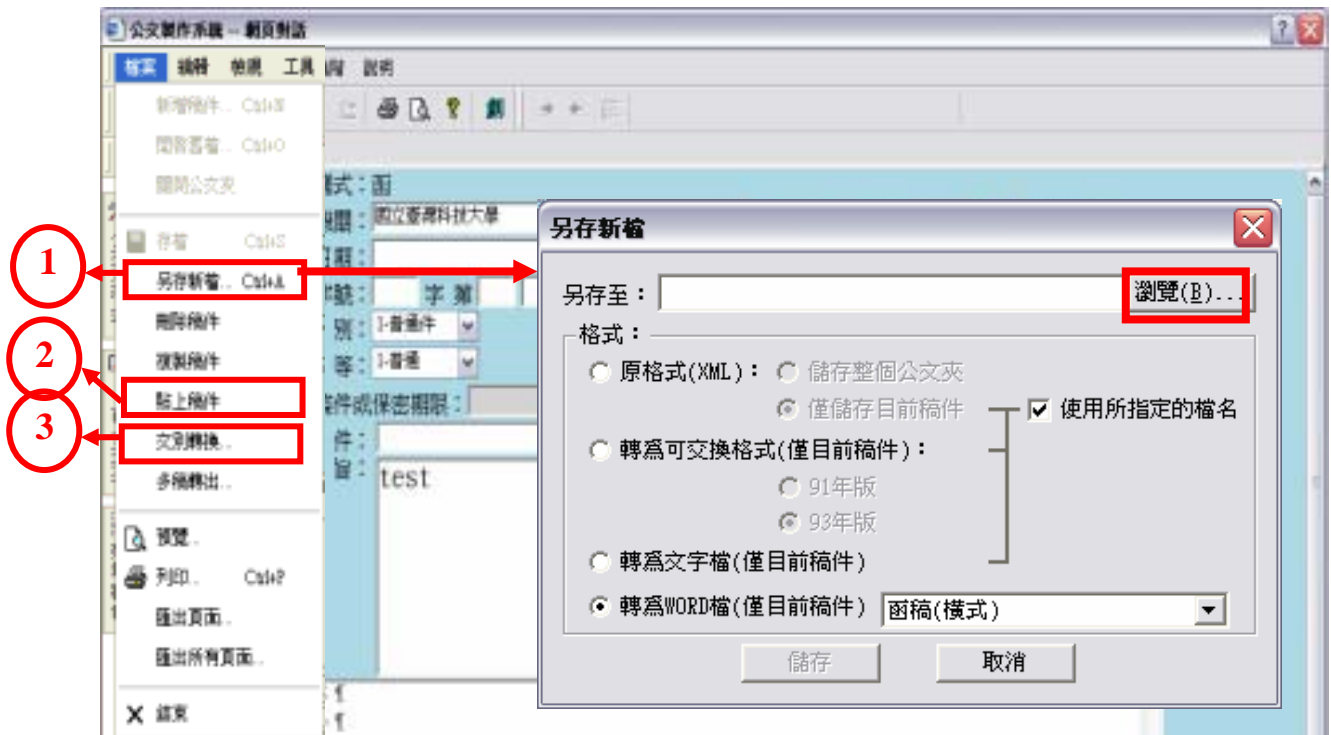 公文製作系統 -- 網頁對話
檔案 編輯 檢視 工具 說明
新增稿件... Ctrl+N
開啟舊檔... Ctrl+O
關閉公文夾
存檔 Ctrl+S
另存新檔... Ctrl+A
刪除稿件
複製稿件
貼上稿件
文別轉換...
多稿轉出...
預覽...
列印... Ctrl+P
匯出頁面...
匯出所有頁面...
結束
1
2
3
式：函
機關：國立臺灣科技大學
字第
別：1-普通件
等：1-普通
條件或保密期限：
件：
旨：test
另存新檔
另存至： 瀏覽(B)...
格式：
原格式(XML)： 儲存整個公文夾
僅儲存目前稿件 使用所指定的檔名
轉為可交換格式(僅目前稿件)：
91年版
93年版
轉為文字檔(僅目前稿件)
轉為WORD檔(僅目前稿件) 函稿(橫式)
儲存 取消